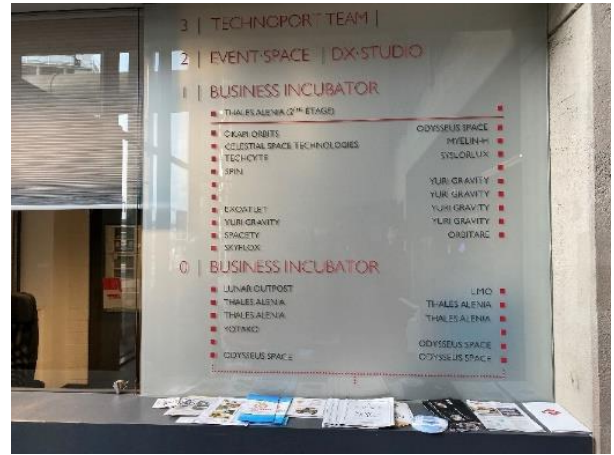 3 | TECHNOPORT TEAM |
2 | EVENT·SPACE | DX·STUDIO
1 | BUSINESS INCUBATOR
THALES ALENIA (2ND ETAGE)
OKAPI ORBITS ODYSSEUS SPACE
CELESTIAL SPACE TECHNOLOGIES MYELIN-H
TECHCYTE SYSLORLUX
SPIN
YURI GRAVITY
YURI GRAVITY
EXOATLET YURI GRAVITY
YURI GRAVITY YURI GRAVITY
SPACETY ORBITARE
SKYFLOX
0 | BUSINESS INCUBATOR
LUNAR OUTPOST LMO
THALES ALENIA THALES ALENIA
THALES ALENIA THALES ALENIA
YOTAKO
ODYSSEUS SPACE
ODYSSEUS SPACE ODYSSEUS SPACE